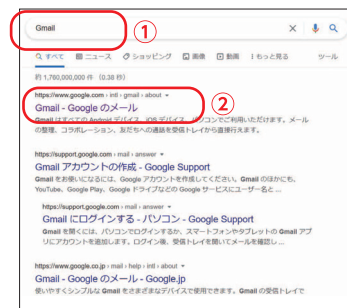 Gmail
①
すべて ニュース ショッピング 画像 動画 もっと見る ツール
約 1,760,000,000 件 (0.38 秒)
https://www.google.com › intl › gmail › about
Gmail - Google のメール
②
Gmail はすべての Android デバイス、iOS デバイス、パソコンでご利用いただけます。メール
の整理、コラボレーション、友だちへの通話を受信トレイから直接行えます。
https://support.google.com › mail › answer
Gmail アカウントの作成 - Google Support
Gmail をお使いになるには、Google アカウントを作成してください。Gmail のほかにも、
YouTube、Google Play、Google ドライブなどの Google サービスにユーザー名と ...
https://support.google.com › mail › answer
Gmail にログインする - パソコン - Google Support
Gmail を開くには、パソコンでログインするか、スマートフォンやタブレットの Gmail アプ
リにアカウントを追加します。ログイン後、受信トレイを開いてメールを確認し ...
https://www.google.co.jp › mail › help › intl › about
Gmail - Google のメール - Google.jp
使いやすくシンプルな Gmail をさまざまなデバイスで使用できます。Gmail の受信トレイで